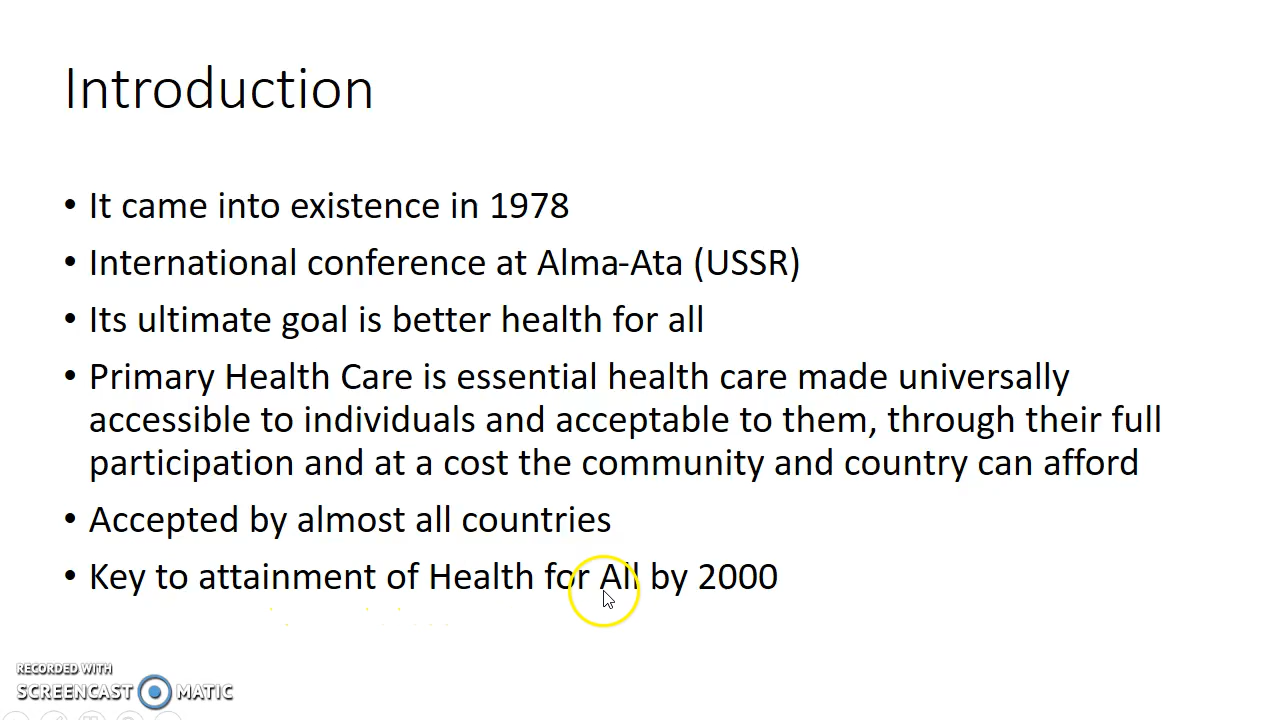 Introduction
• It came into existence in 1978
• International conference at Alma-Ata (USSR)
• Its ultimate goal is better health for all
• Primary Health Care is essential health care made universally
accessible to individuals and acceptable to them, through their full
participation and at a cost the community and country can afford
• Accepted by almost all countries
• Key to attainment of Health for All by 2000
RECORDED WITH
SCREENCAST MATIC